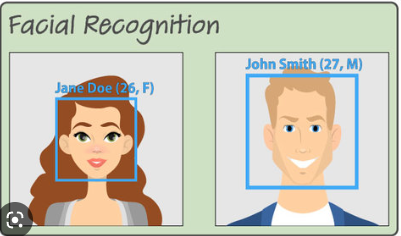 Facial Recognition
Jane Doe (26, F)
John Smith (27, M)